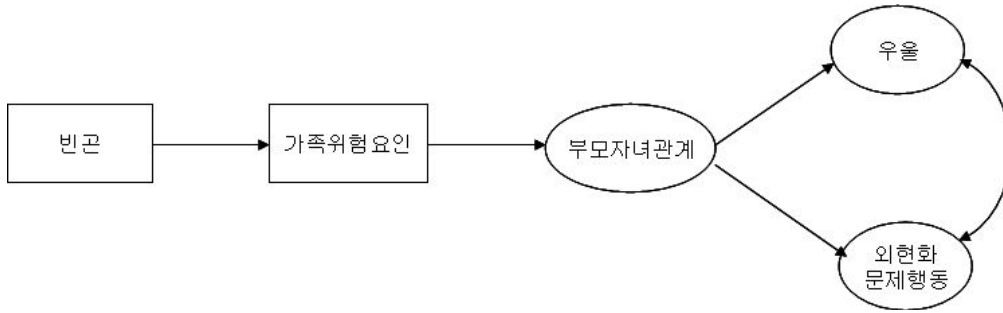 우울
빈곤
가족위험요인
부모자녀관계
외현화
문제행동